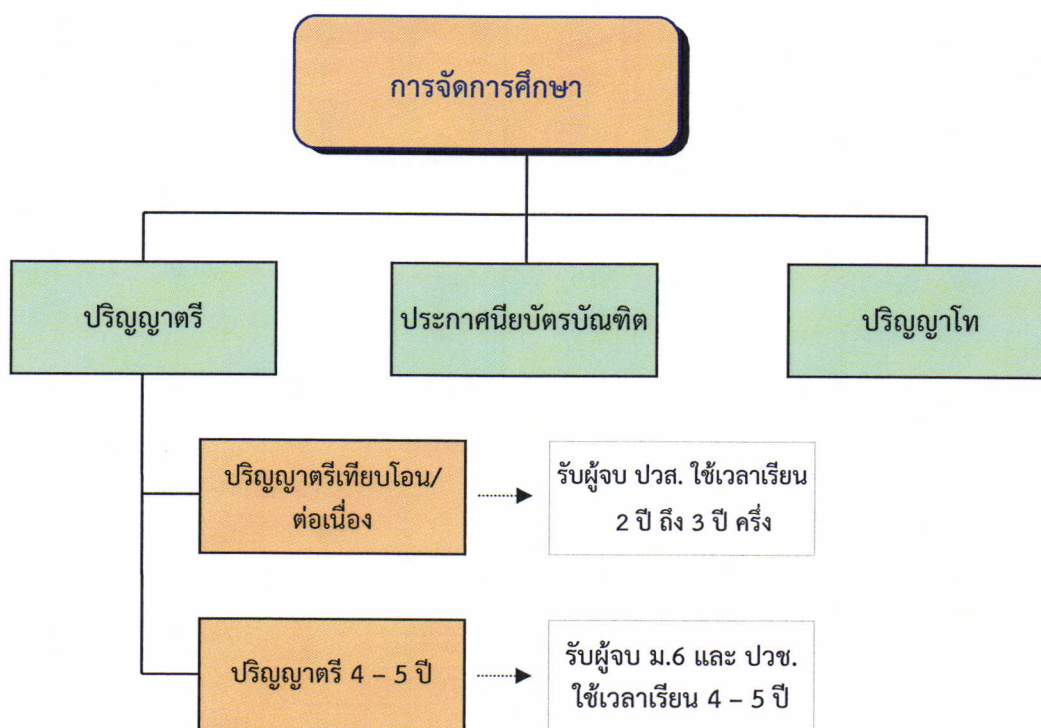 การจัดการศึกษา
ปริญญาตรี
ประกาศนียบัตรบัณฑิต
ปริญญาโท
ปริญญาตรีเทียบโอน/
ต่อเนื่อง
รับผู้จบ ปวส. ใช้เวลาเรียน
2 ปี ถึง 3 ปี ครึ่ง
ปริญญาตรี 4 – 5 ปี
รับผู้จบ ม.6 และ ปวช.
ใช้เวลาเรียน 4 – 5 ปี